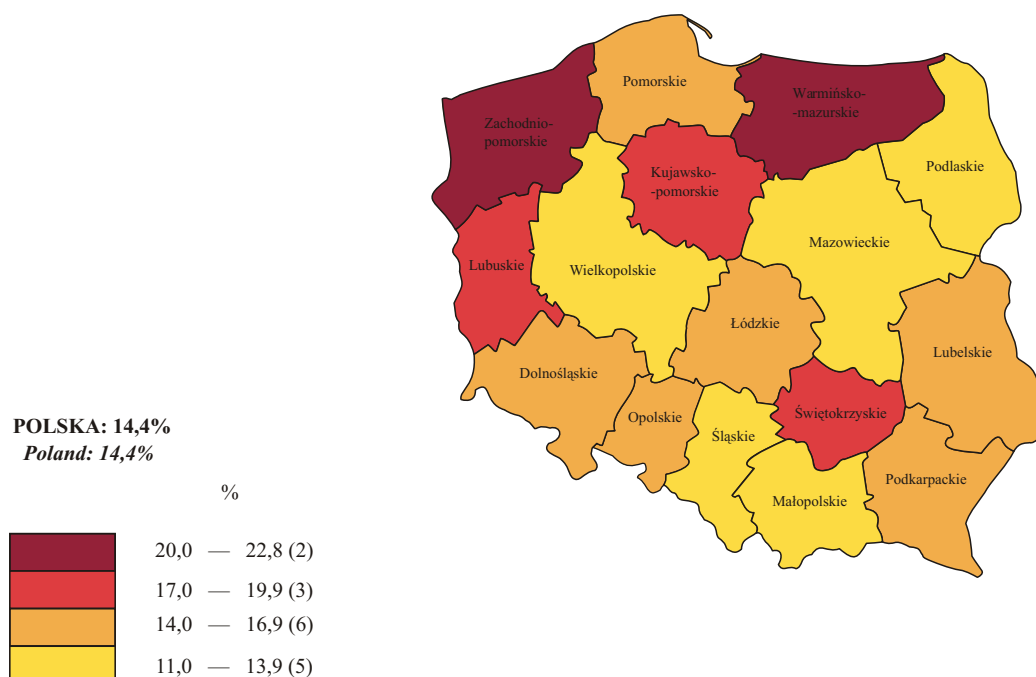 Pomorskie
Warmińsko-
-mazurskie
Zachodnio-
pomorskie
Podlaskie
Kujawsko-
-pomorskie
Mazowieckie
Lubuskie
Wielkopolskie
Łódzkie
Lubelskie
Dolnośląskie
Opolskie
Świętokrzyskie
Śląskie
Podkarpackie
Małopolskie
POLSKA: 14,4%
Poland: 14,4%
%
20,0 — 22,8 (2)
17,0 — 19,9 (3)
14,0 — 16,9 (6)
11,0 — 13,9 (5)